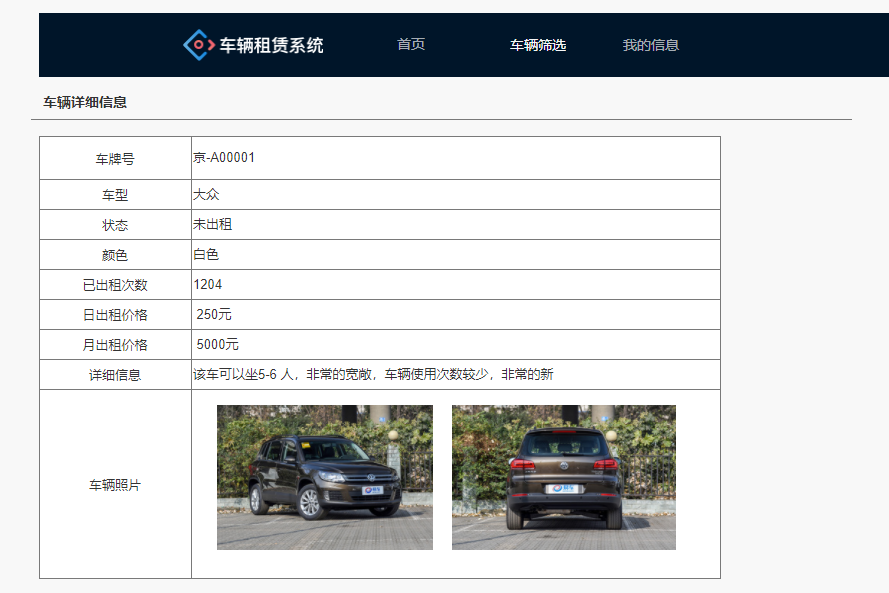 车辆租赁系统 首页 车辆筛选 我的信息
车辆详细信息
车牌号 京-A00001
车型 大众
状态 未出租
颜色 白色
已出租次数 1204
日出租价格 250元
月出租价格 5000元
详细信息 该车可以坐5-6 人，非常的宽敞，车辆使用次数较少，非常的新
车辆照片